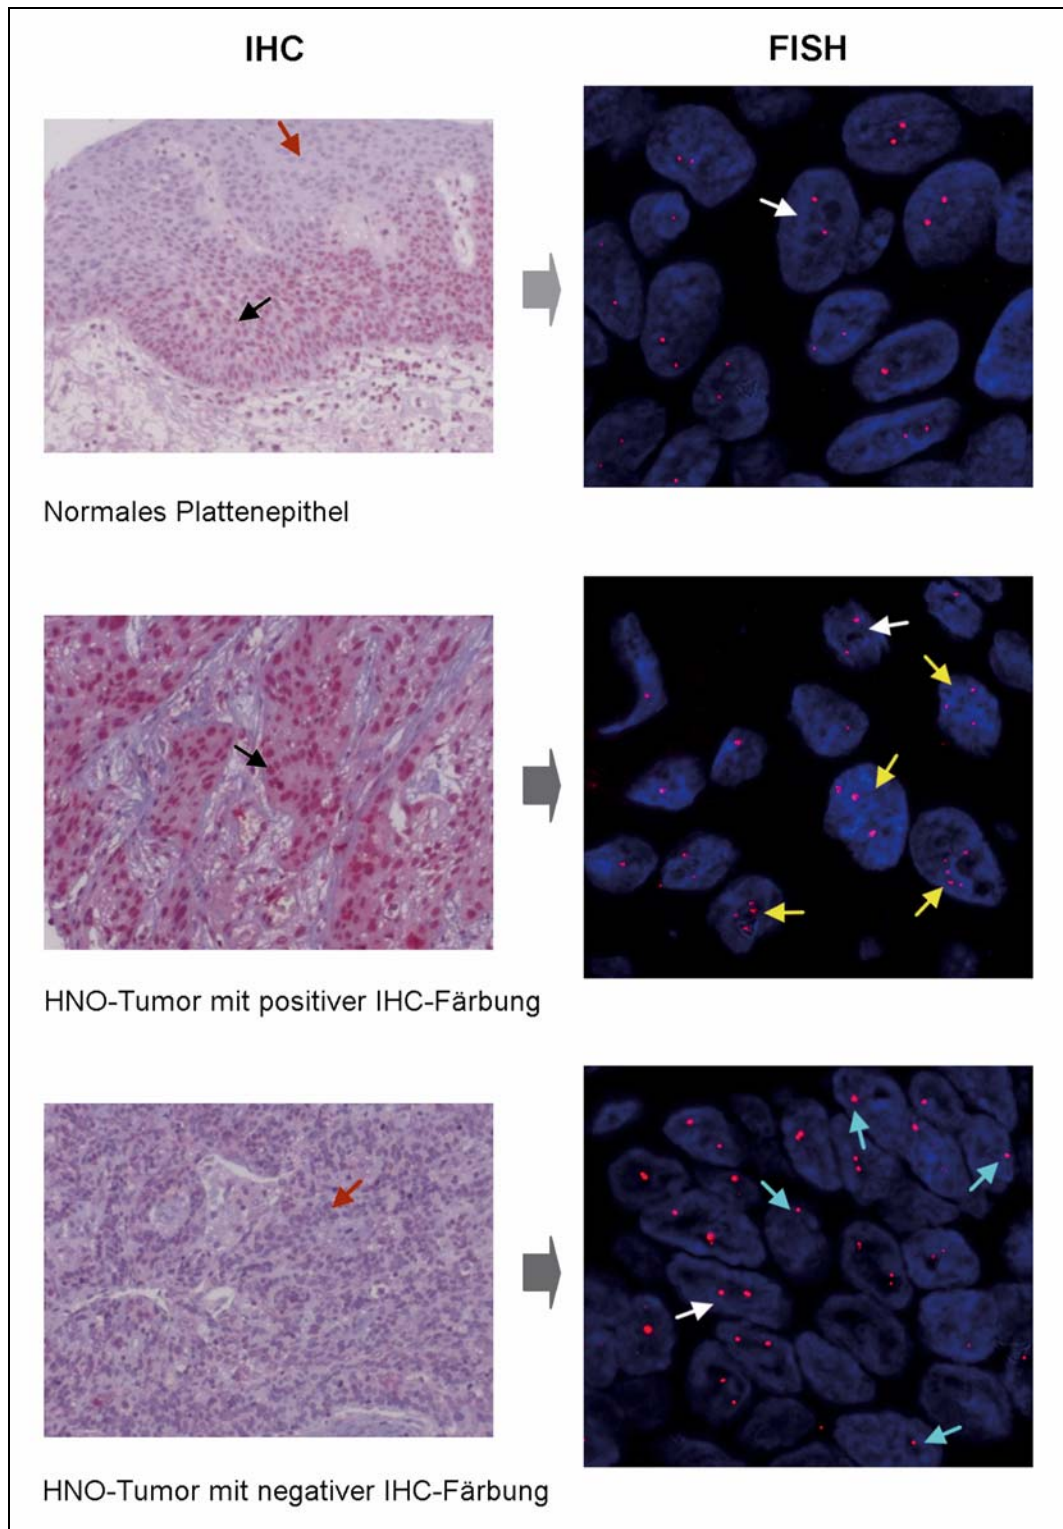 IHC
FISH
Normales Plattenepithel
HNO-Tumor mit positiver IHC-Färbung
HNO-Tumor mit negativer IHC-Färbung